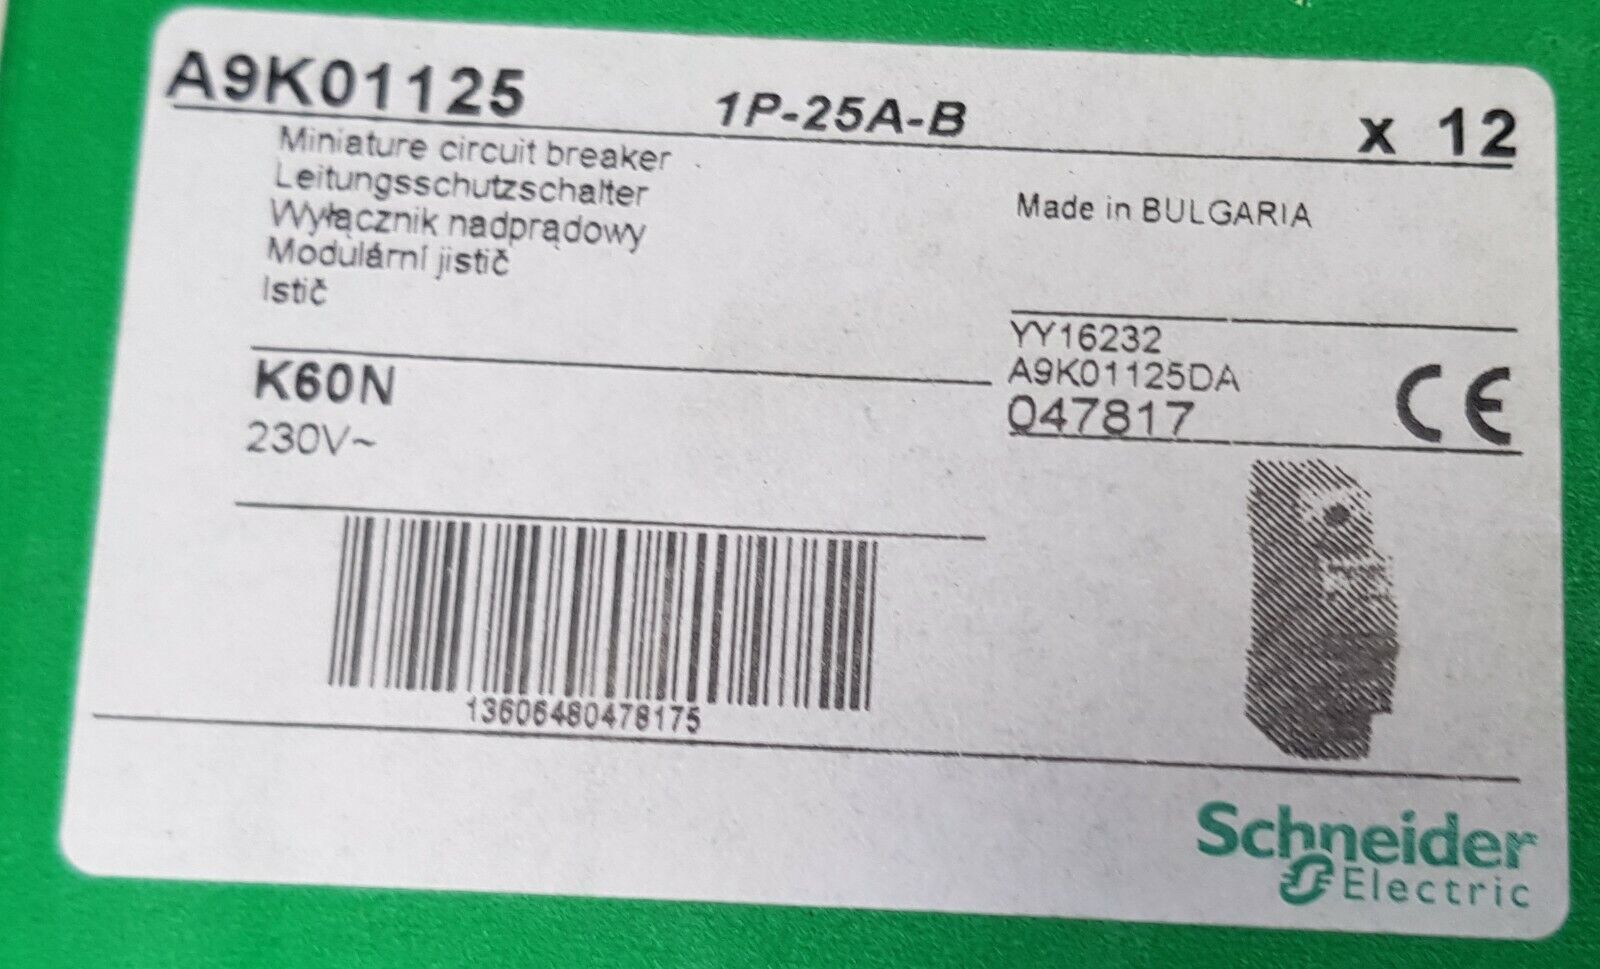 A9K01125 1P-25A-B x 12
Miniature circuit breaker
Leitungsschutzschalter
Wyłącznik nadprądowy
Modulární jistič
Istič
Made in BULGARIA
K60N
230V~
YY16232
A9K01125DA
047817
CE
13606480478175
Schneider
Electric